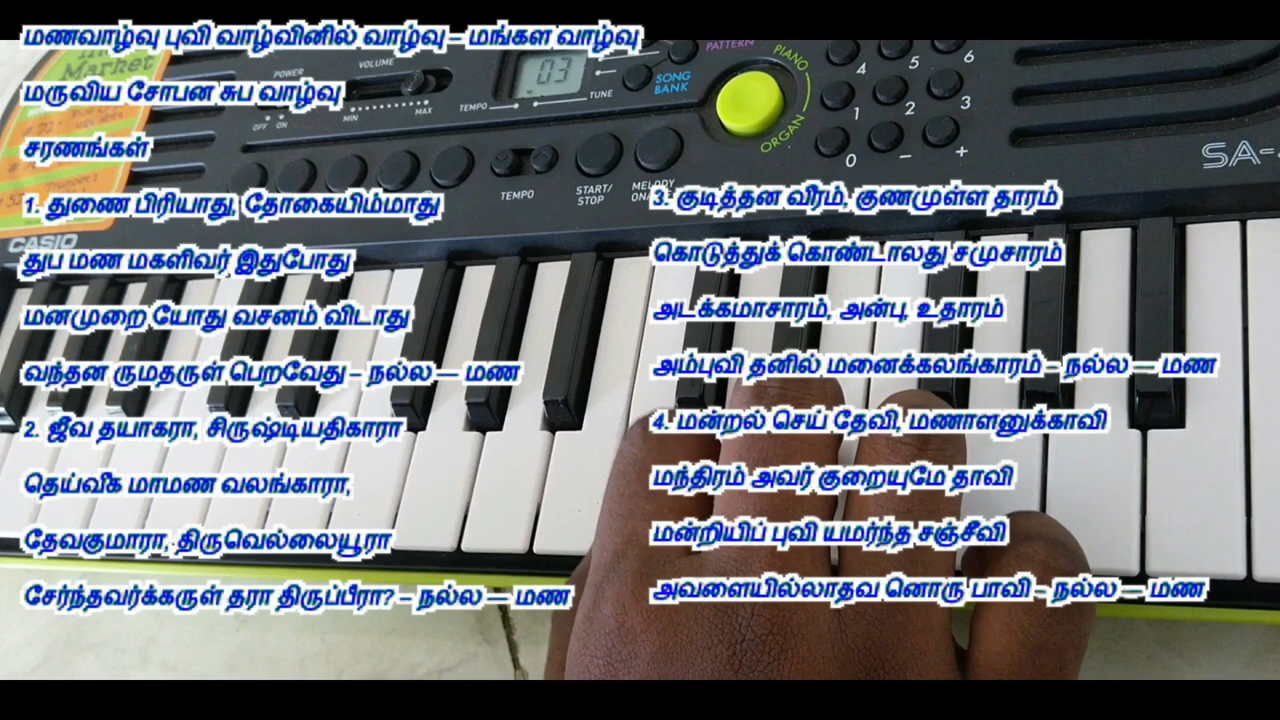 மணவாழ்வு புவி வாழ்வினில் வாழ்வு – மங்கள வாழ்வு
மருவிய சோபன சுப வாழ்வு
சரணங்கள்
1. துணை பிரியாது, தோகையிம்மாது
துப மண மகளிவர் இதுபோது
மனமுறை யோது வசனம் விடாது
வந்தன ருமதருள் பெறவேது – நல்ல — மண
2. ஜீவ தயாகரா, சிருஷ்டியதிகாரா
தெய்வீக மாமண வலங்காரா,
தேவகுமாரா, திருவெல்லையூரா
சேர்ந்தவர்க்கருள் தரா திருப்பீரா? – நல்ல — மண
3. குடித்தன வீரம், குணமுள்ள தாரம்
கொடுத்துக் கொண்டாலது சமுசாரம்
அடக்கமாசாரம், அன்பு, உதாரம்
அம்புவி தனில் மனைக்கலங்காரம் – நல்ல — மண
4. மன்றல் செய் தேவி, மணாளனுக்காவி
மந்திரம் அவர் குறையுமே தாவி
மன்றியிப் புவி யமர்ந்த சஞ்சீவி
அவளையில்லாதவ னொரு பாவி – நல்ல — மண
Market
POWER
OFF ON
VOLUME
MIN MAX
03
TEMPO
TUNE
PATTERN
SONG BANK
PIANO
ORGAN
4 5 6
1 2 3
0 – +
TEMPO
START/STOP
MELODY
SA-
CASIO